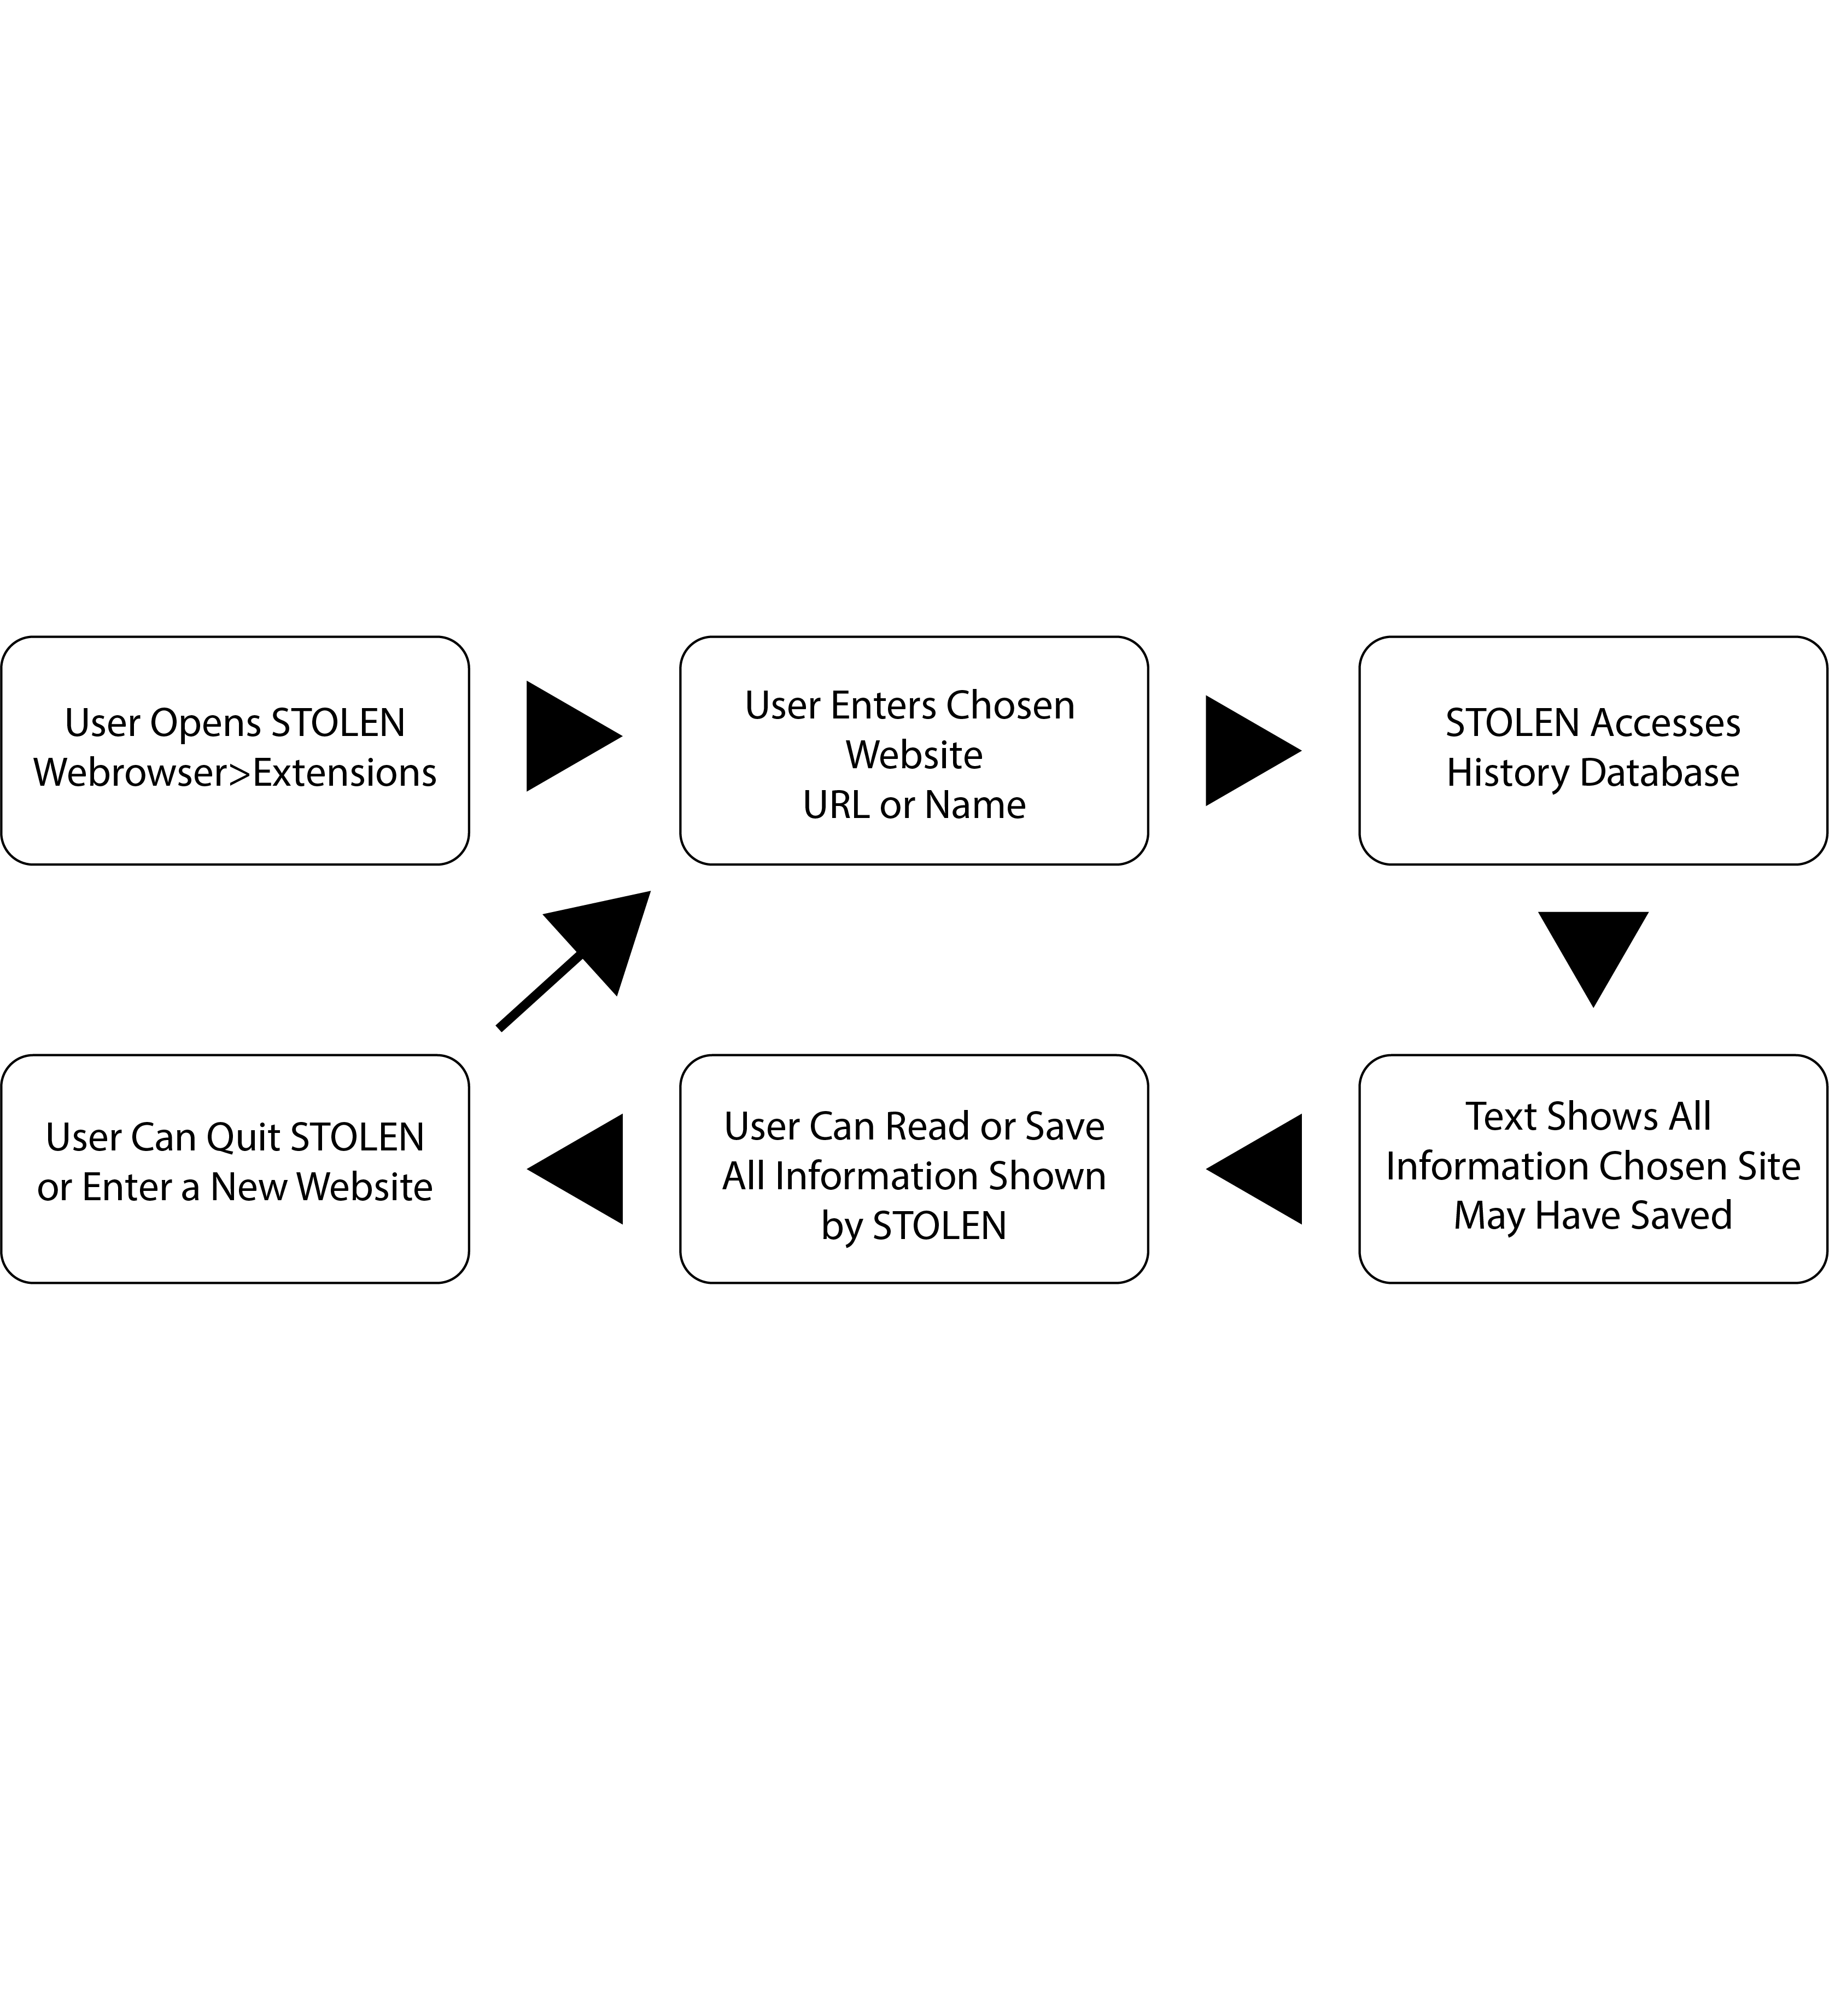 User Opens STOLEN
Webrowser>Extensions
User Enters Chosen
Website
URL or Name
STOLEN Accesses
History Database
Text Shows All
Information Chosen Site
May Have Saved
User Can Read or Save
All Information Shown
by STOLEN
User Can Quit STOLEN
or Enter a New Website